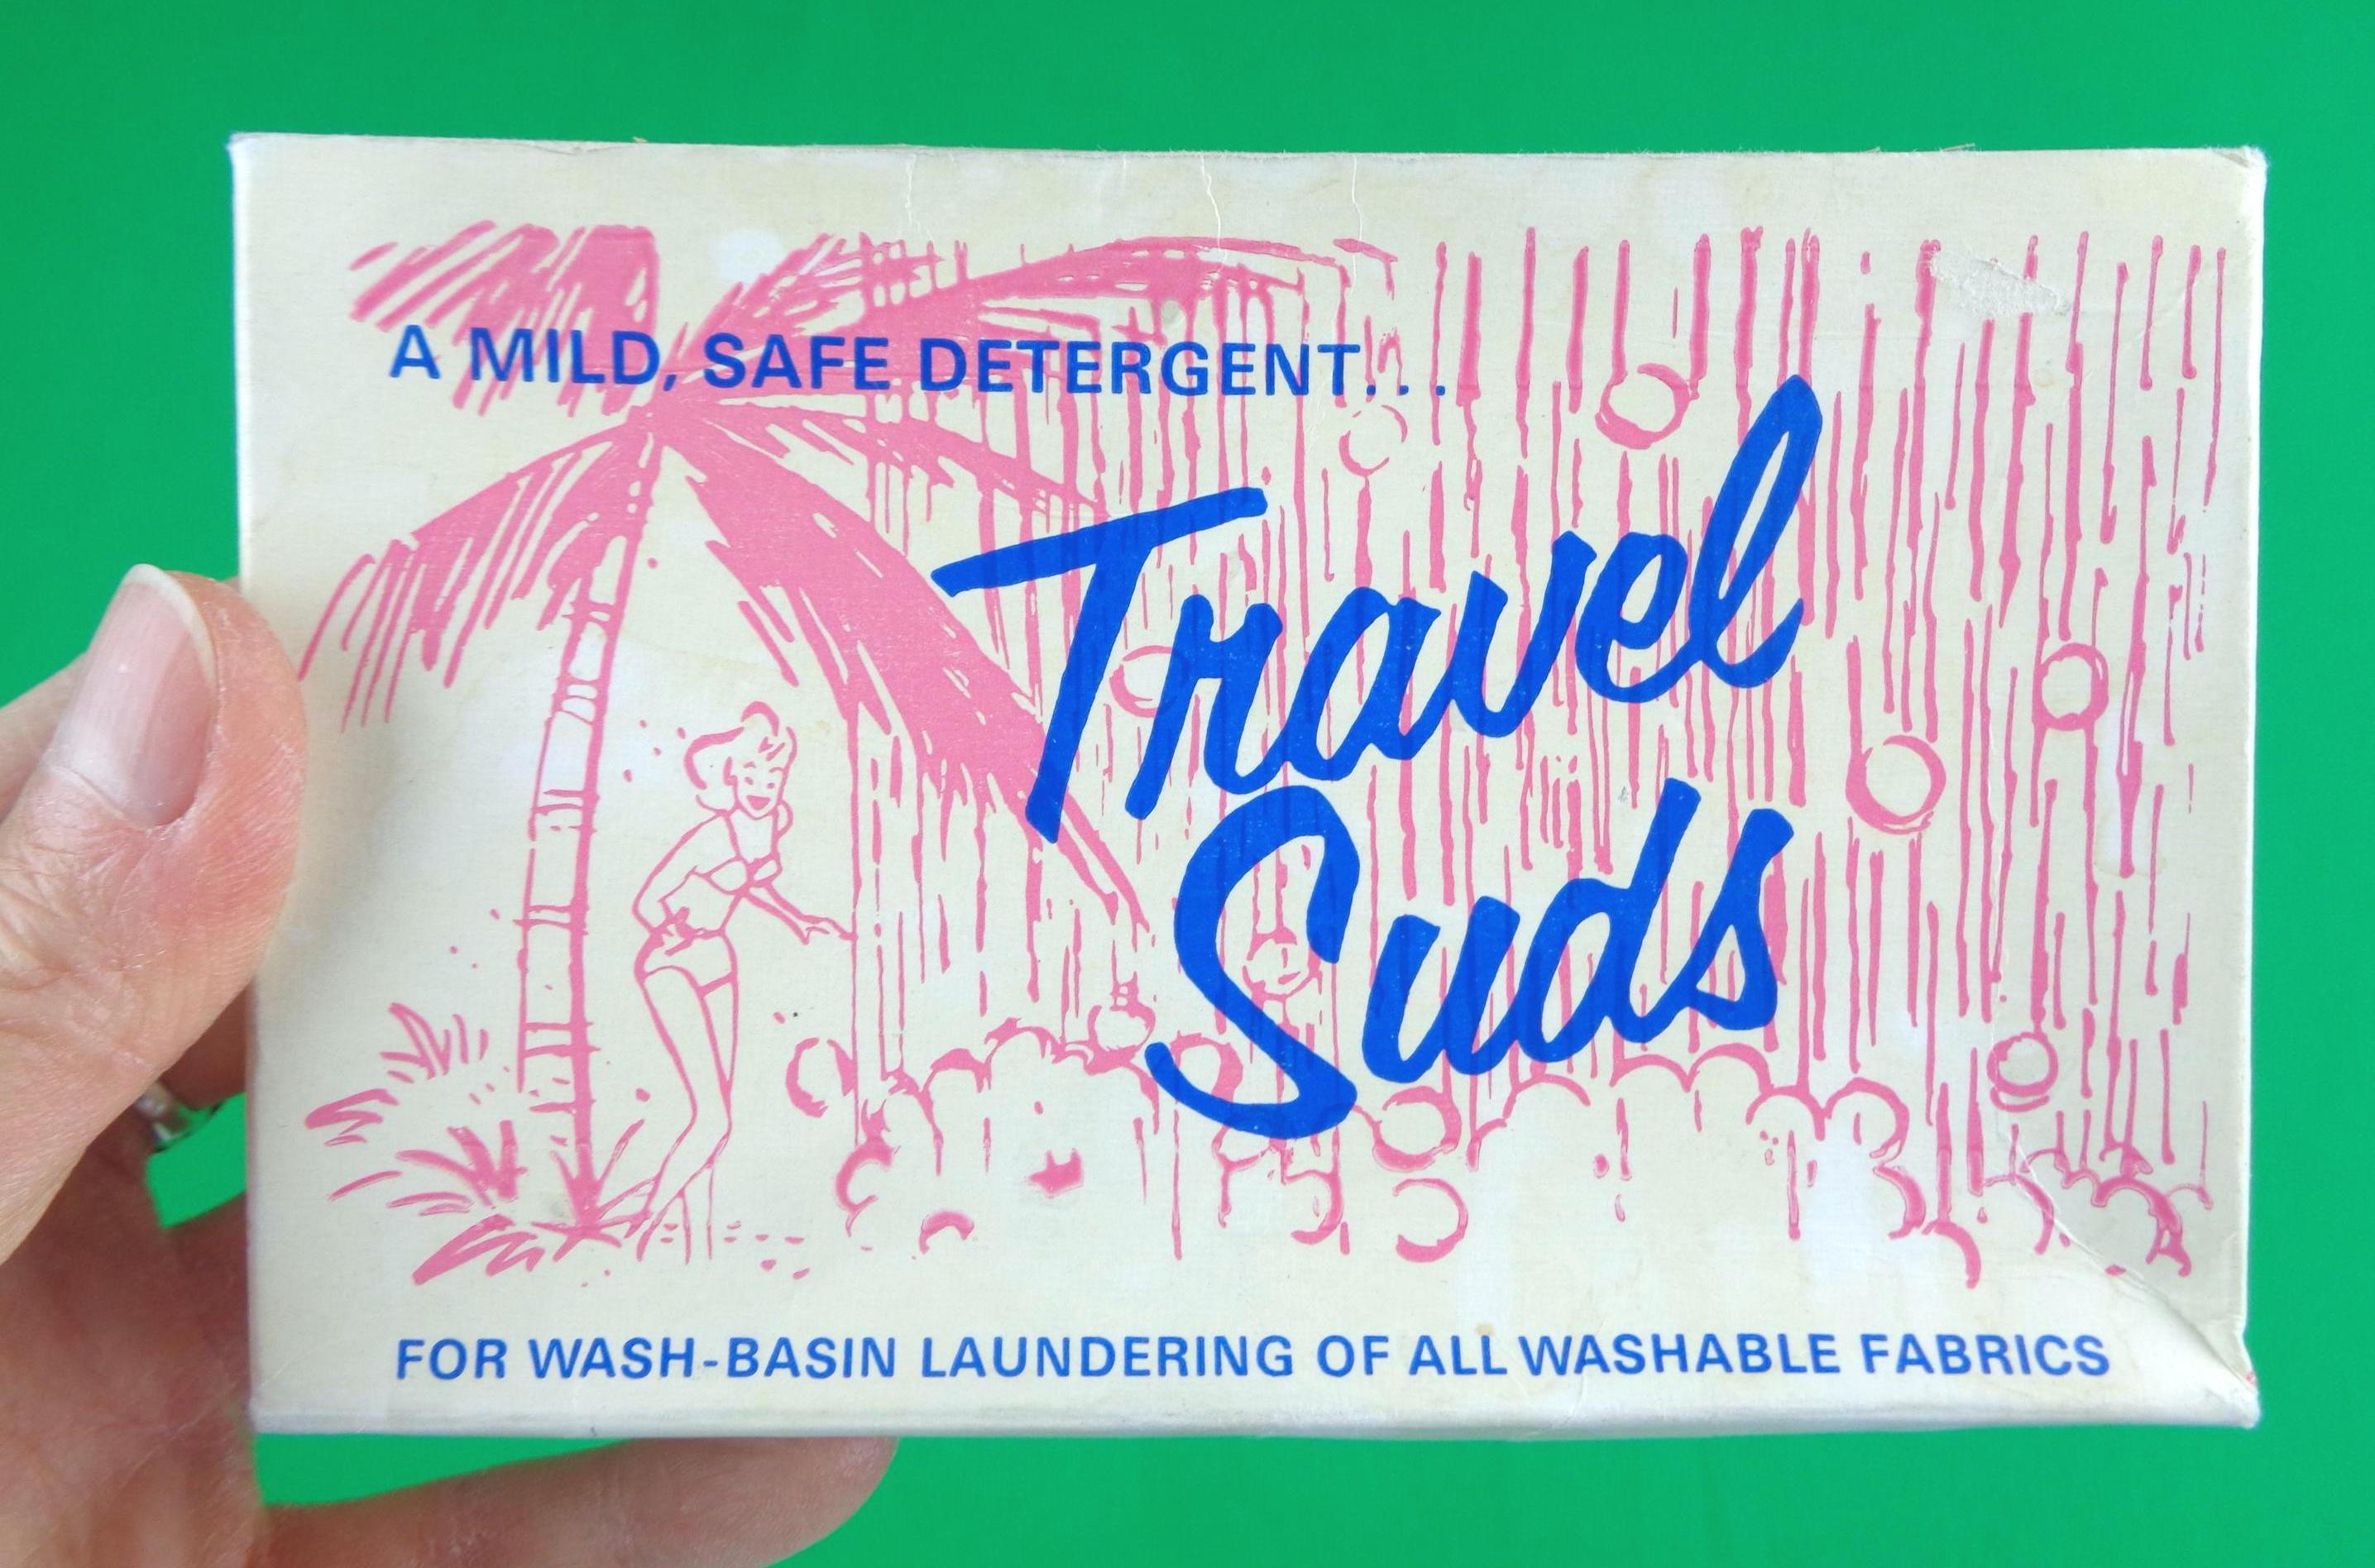 A MILD, SAFE DETERGENT...
Travel
Suds
FOR WASH-BASIN LAUNDERING OF ALL WASHABLE FABRICS